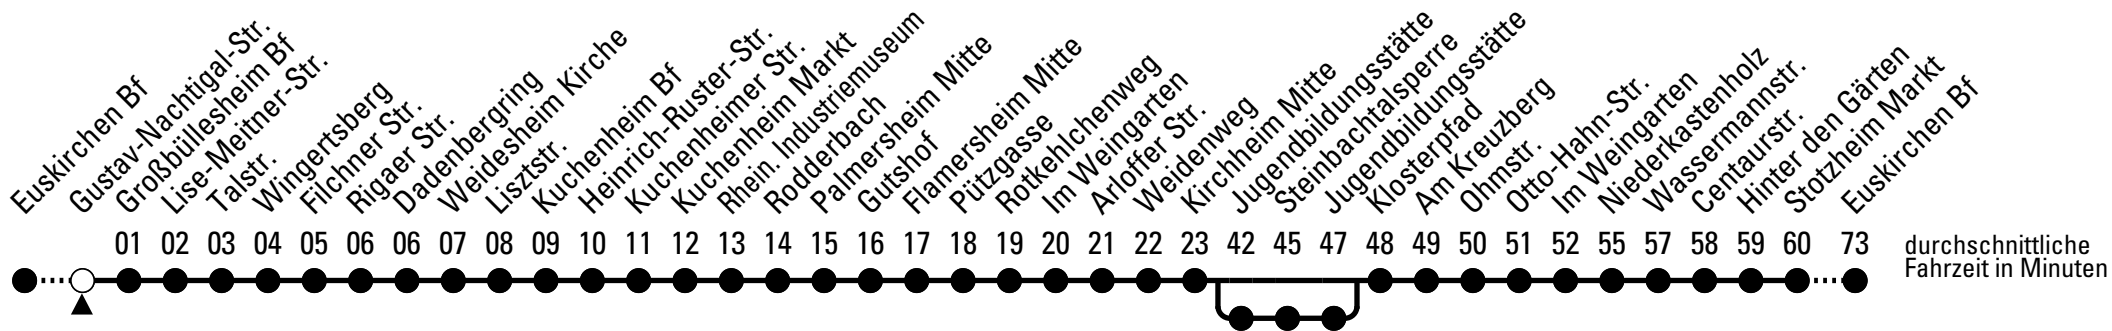 Euskirchen Bf
Gustav-Nachtigal-Str.
Großbüllesheim Bf
Lise-Meitner-Str.
Talstr.
Wingertsberg
Filchner Str.
Rigaer Str.
Dadenbergring
Weidesheim Kirche
Lisztstr.
Kuchenheim Bf
Heinrich-Ruster-Str.
Kuchenheimer Str.
Kuchenheim Markt
Rhein. Industriemuseum
Rodderbach
Palmersheim Mitte
Gutshof
Flamersheim Mitte
Pützgasse
Rotkehlchenweg
Im Weingarten
Arloffer Str.
Weidenweg
Kirchheim Mitte
Jugendbildungsstätte
Steinbachtalsperre
Jugendbildungsstätte
Klosterpfad
Am Kreuzberg
Ohmstr.
Otto-Hahn-Str.
Im Weingarten
Niederkastenholz
Wassermannstr.
Centaurstr.
Hinter den Gärten
Stotzheim Markt
Euskirchen Bf
01 02 03 04 05 06 06 07 08 09 10 11 12 13 14 15 16 17 18 19 20 21 22 23 42 45 47 48 49 50 51 52 55 57 58 59 60 73
durchschnittliche
Fahrzeit in Minuten